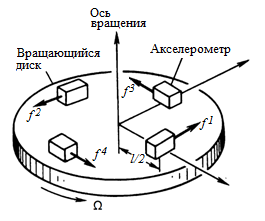 Ось
вращения
Вращающийся
диск
Акселерометр
f3
f2
f1
f4
l/2
Ω